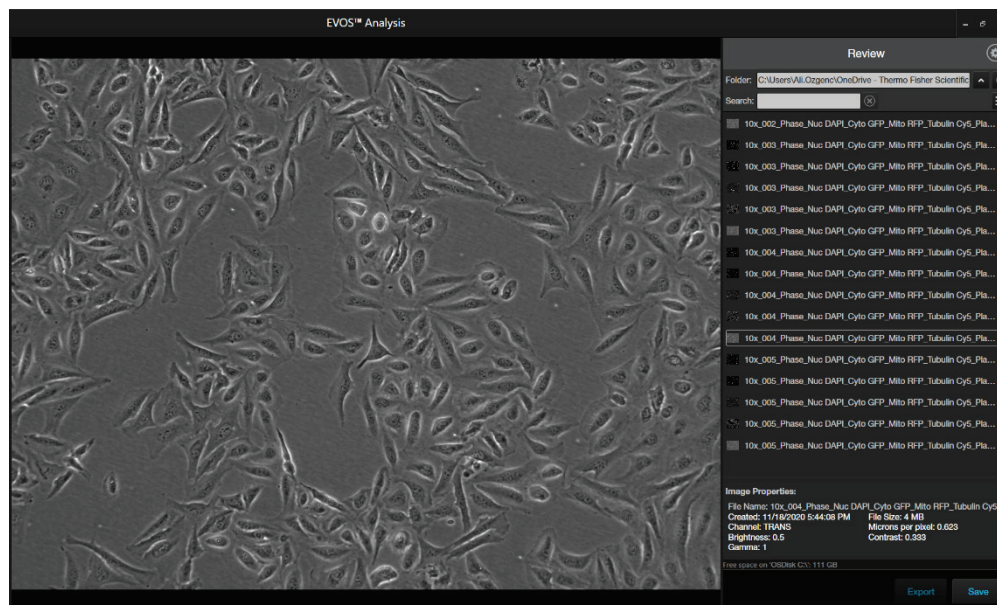 EVOS™ Analysis
Review
Folder: C:\Users\Ali.Ozgenc\OneDrive - Thermo Fisher Scientific
Search:
10x_002_Phase_Nuc DAPI_Cyto GFP_Mito RFP_Tubulin Cy5_Pla...
10x_003_Phase_Nuc DAPI_Cyto GFP_Mito RFP_Tubulin Cy5_Pla...
10x_003_Phase_Nuc DAPI_Cyto GFP_Mito RFP_Tubulin Cy5_Pla...
10x_003_Phase_Nuc DAPI_Cyto GFP_Mito RFP_Tubulin Cy5_Pla...
10x_003_Phase_Nuc DAPI_Cyto GFP_Mito RFP_Tubulin Cy5_Pla...
10x_003_Phase_Nuc DAPI_Cyto GFP_Mito RFP_Tubulin Cy5_Pla...
10x_004_Phase_Nuc DAPI_Cyto GFP_Mito RFP_Tubulin Cy5_Pla...
10x_004_Phase_Nuc DAPI_Cyto GFP_Mito RFP_Tubulin Cy5_Pla...
10x_004_Phase_Nuc DAPI_Cyto GFP_Mito RFP_Tubulin Cy5_Pla...
10x_004_Phase_Nuc DAPI_Cyto GFP_Mito RFP_Tubulin Cy5_Pla...
10x_004_Phase_Nuc DAPI_Cyto GFP_Mito RFP_Tubulin Cy5_Pla...
10x_005_Phase_Nuc DAPI_Cyto GFP_Mito RFP_Tubulin Cy5_Pla...
10x_005_Phase_Nuc DAPI_Cyto GFP_Mito RFP_Tubulin Cy5_Pla...
10x_005_Phase_Nuc DAPI_Cyto GFP_Mito RFP_Tubulin Cy5_Pla...
10x_005_Phase_Nuc DAPI_Cyto GFP_Mito RFP_Tubulin Cy5_Pla...
10x_005_Phase_Nuc DAPI_Cyto GFP_Mito RFP_Tubulin Cy5_Pla...
Image Properties:
File Name: 10x_004_Phase_Nuc DAPI_Cyto GFP_Mito RFP_Tubulin Cy5
Created: 11/18/2020 5:44:08 PM File Size: 4 MB
Channel: TRANS Microns per pixel: 0.623
Brightness: 0.5 Contrast: 0.333
Gamma: 1
Free space on 'OSDisk C:\': 111 GB
Export Save